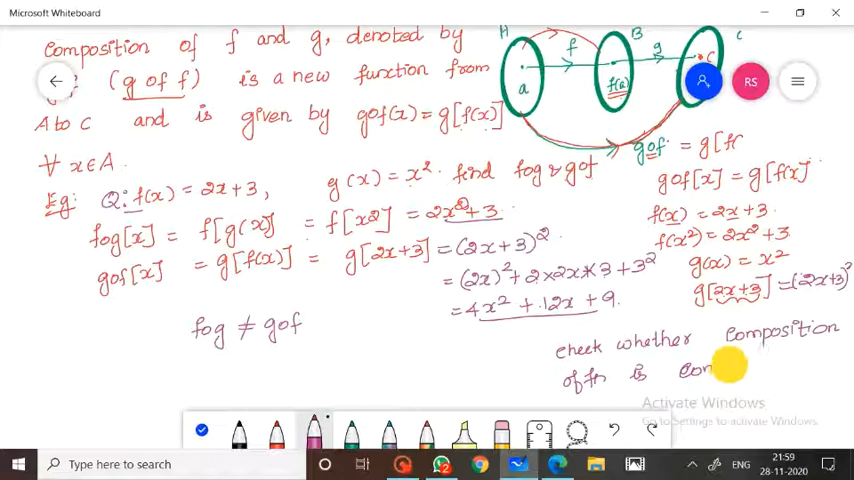 Microsoft Whiteboard
composition of f and g, denoted by
(g of f) is a new function from
A to C and is given by gof(x) = g[f(x)]
∀ x∈A.
A
B
C
f
g
a
f(a)
C
RS
gof = g[f(
gof[x] = g[f(x)]
Eg: Q: f(x) = 2x+3, g(x) = x². find fog & gof
fog[x] = f[g(x)] = f[x2] = 2x²+3.
gof[x] = g[f(x)] = g[2x+3] = (2x+3)²
= (2x)² + 2×2x×3 + 3²
= 4x² + 12x + 9.
f(x) = 2x+3.
f(x²) = 2x²+3
g(x) = x²
g[2x+3] = (2x+3)²
fog ≠ gof
check whether composition
of fn is con
Activate Windows
Go to Settings to activate Windows.
Type here to search
ENG
21:59
28-11-2020